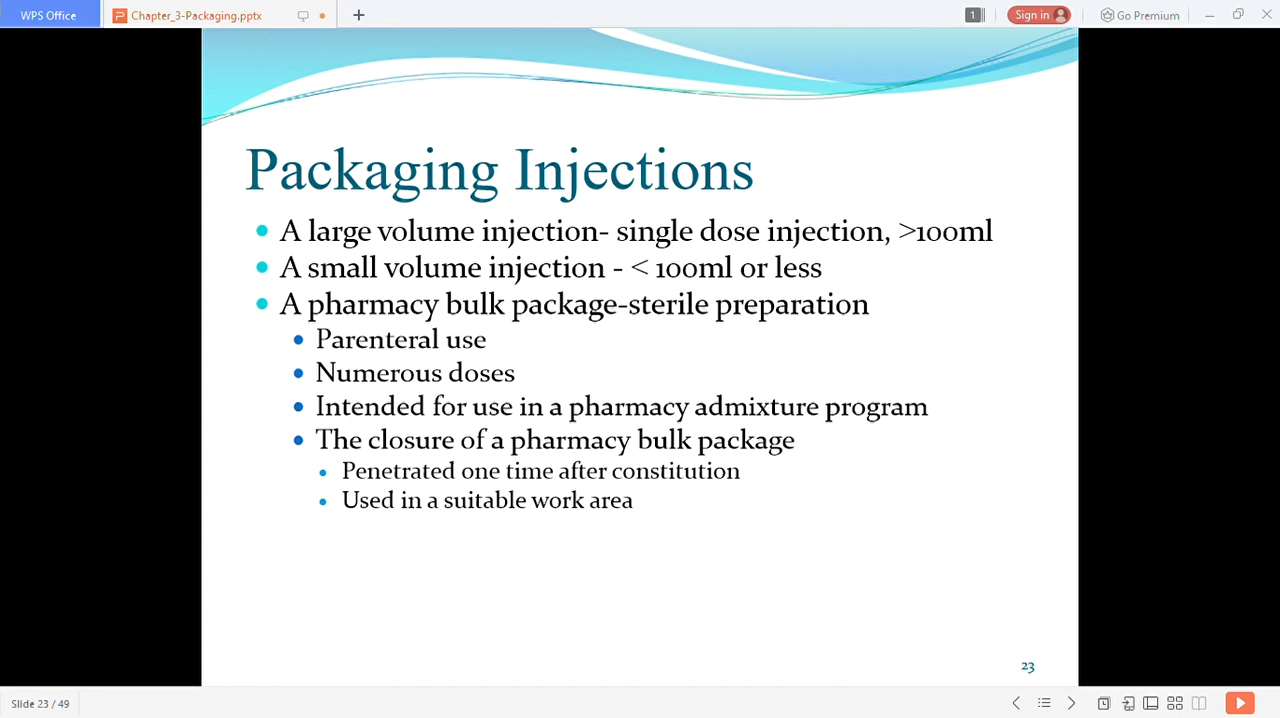 WPS Office
Chapter_3-Packaging.pptx
1
Sign in
Go Premium
Packaging Injections
A large volume injection- single dose injection, >100ml
A small volume injection - < 100ml or less
A pharmacy bulk package-sterile preparation
Parenteral use
Numerous doses
Intended for use in a pharmacy admixture program
The closure of a pharmacy bulk package
Penetrated one time after constitution
Used in a suitable work area
23
Slide 23 / 49